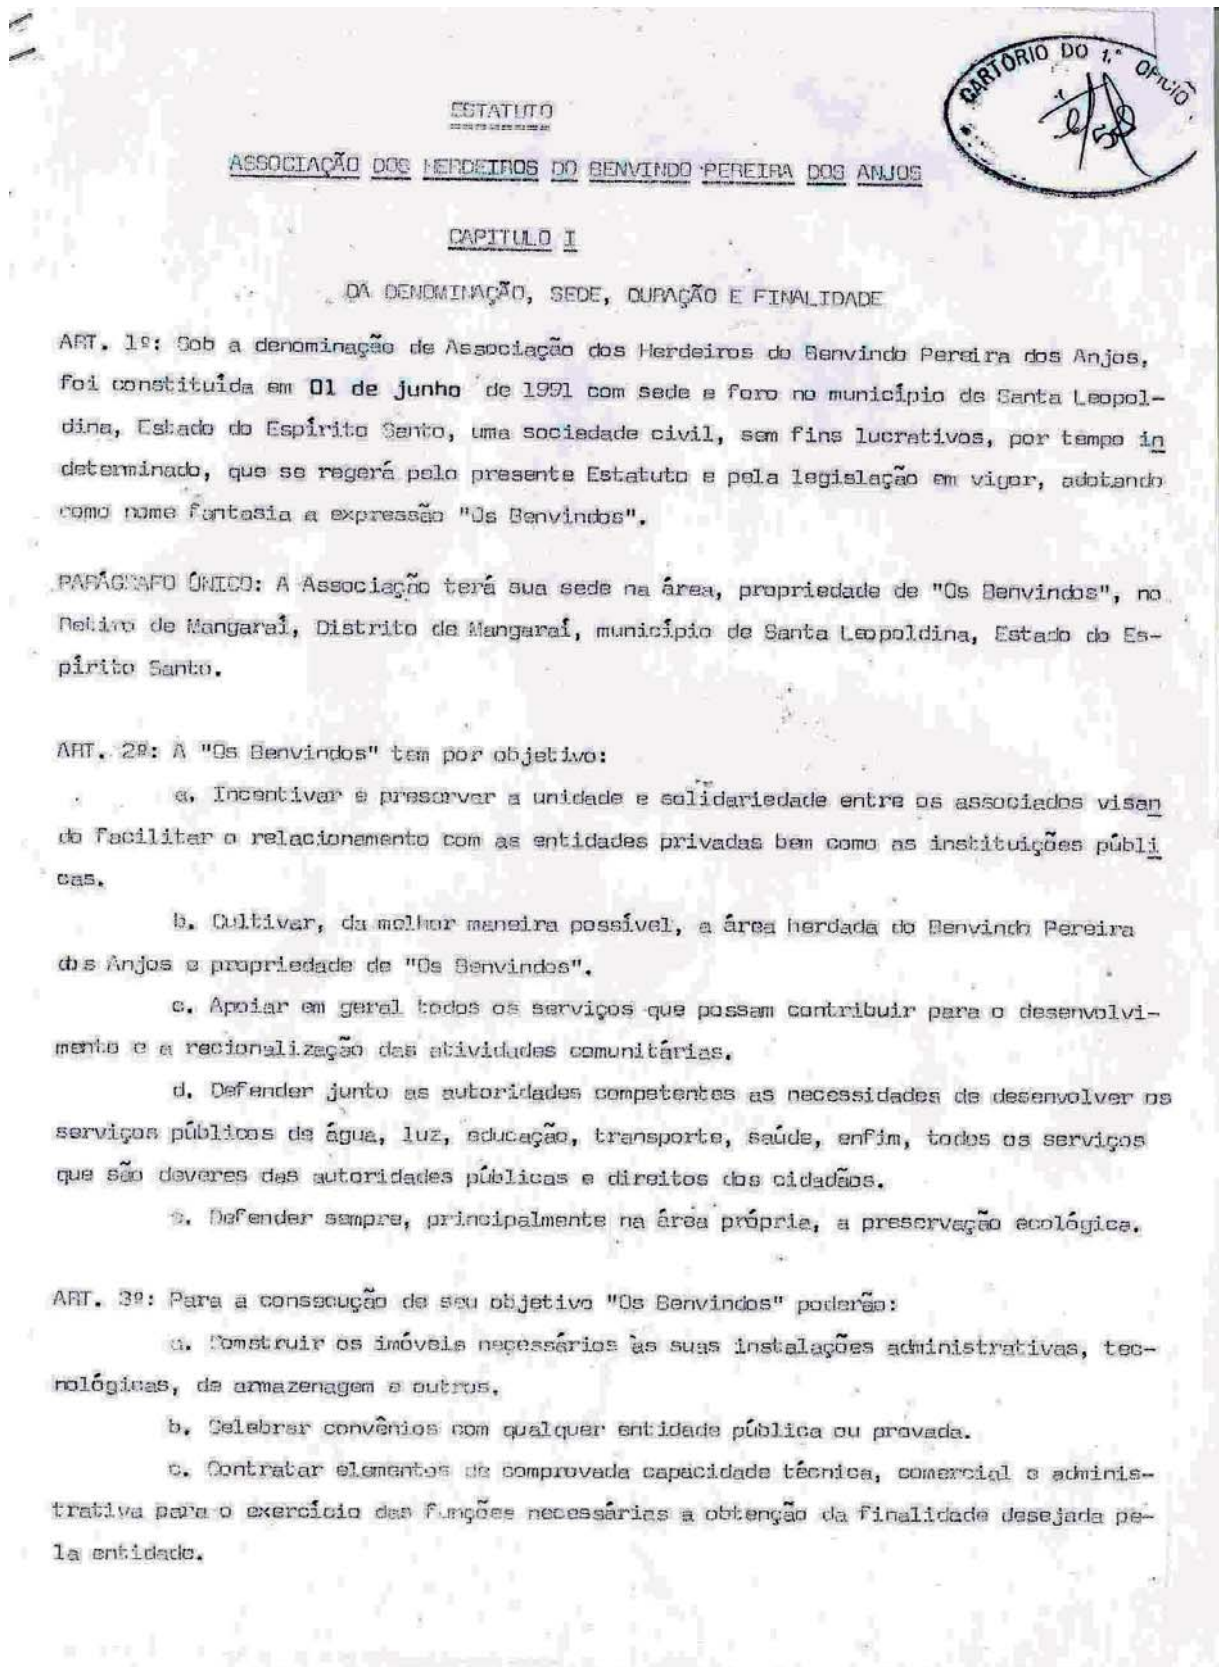 CARTÓRIO DO 1.º OFICIO
ESTATUTO
ASSOCIAÇÃO DOS HERDEIROS DO BENVINDO PEREIRA DOS ANJOS
CAPITULO I
DA DENOMINAÇÃO, SEDE, DURAÇÃO E FINALIDADE
ART. 1º: Sob a denominação de Associação dos Herdeiros do Benvindo Pereira dos Anjos,
foi constituída em 01 de junho de 1991 com sede e foro no município de Santa Leopol-
dina, Estado do Espírito Santo, uma sociedade civil, sem fins lucrativos, por tempo in
determinado, que se regerá pelo presente Estatuto e pela legislação em vigor, adotando
como nome fantasia a expressão "Os Benvindos".
PARÁGRAFO ÚNICO: A Associação terá sua sede na área, propriedade de "Os Benvindos", no
Retiro de Mangaraí, Distrito de Mangaraí, município de Santa Leopoldina, Estado do Es-
pírito Santo.
ART. 2º: A "Os Benvindos" tem por objetivo:
a. Incentivar e preservar a unidade e solidariedade entre os associados visan
do facilitar o relacionamento com as entidades privadas bem como as instituições públi
cas.
b. Cultivar, da melhor maneira possível, a área herdada do Benvindo Pereira
dos Anjos e propriedade de "Os Benvindos".
c. Apoiar em geral todos os serviços que possam contribuir para o desenvolvi-
mento e a racionalização das atividades comunitárias.
d. Defender junto as autoridades competentes as necessidades de desenvolver os
serviços públicos de água, luz, educação, transporte, saúde, enfim, todos os serviços
que são deveres das autoridades públicas e direitos dos cidadãos.
e. Defender sempre, principalmente na área própria, a preservação ecológica.
ART. 3º: Para a consecução de seu objetivo "Os Benvindos" poderão:
a. Comstruir os imóveis necessários às suas instalações administrativas, tec-
nológicas, de armazenagem e outros.
b. Celebrar convênios com qualquer entidade pública ou provada.
c. Contratar elementos de comprovada capacidade técnica, comercial e adminis-
trativa para o exercício das funções necessárias a obtenção da finalidade desejada pe-
la entidade.